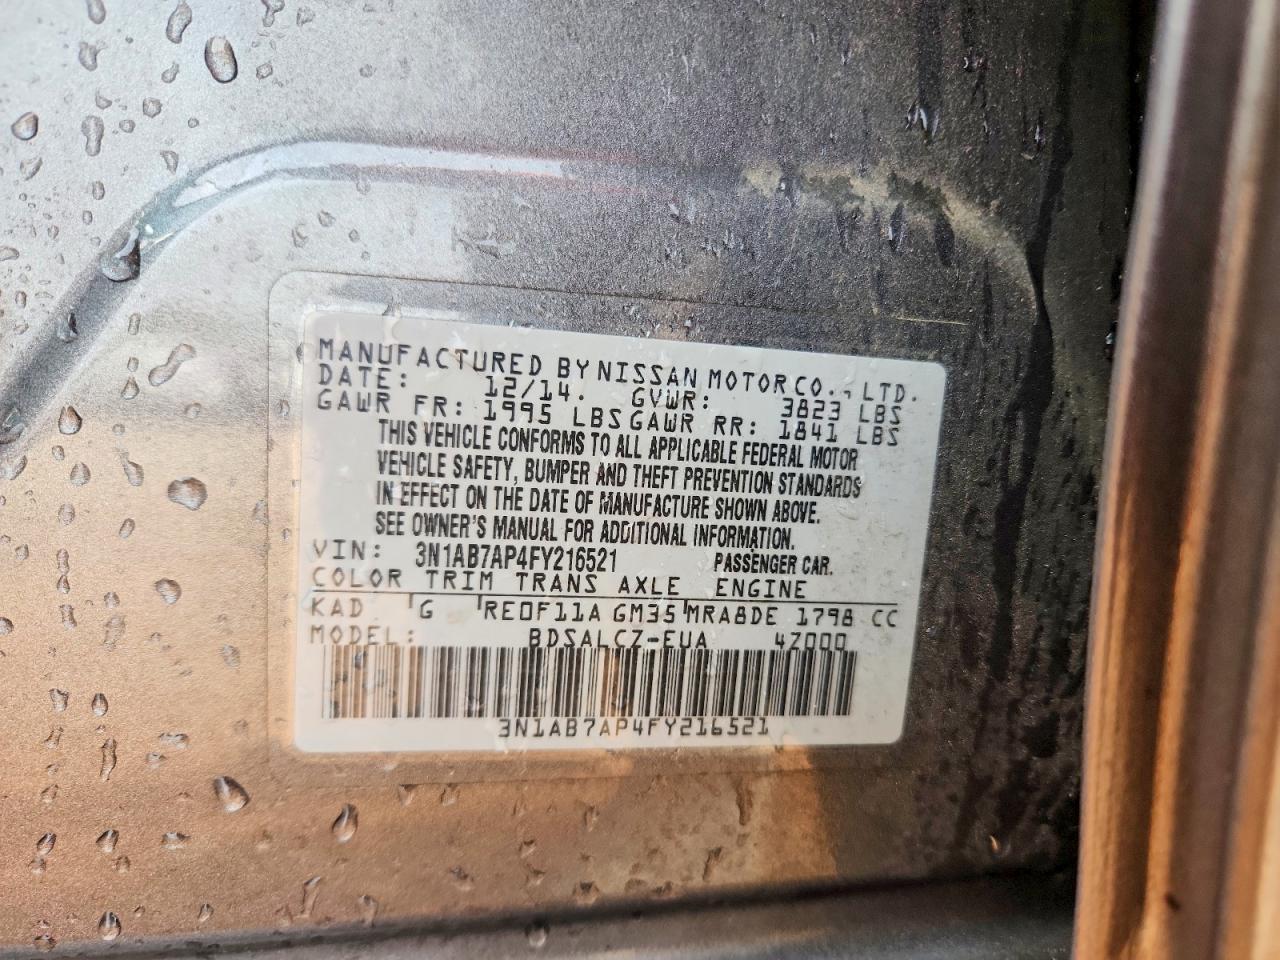 MANUFACTURED BY NISSAN MOTOR CO., LTD.
DATE: 12/14. GVWR: 3823 LBS
GAWR FR: 1995 LBS GAWR RR: 1841 LBS
THIS VEHICLE CONFORMS TO ALL APPLICABLE FEDERAL MOTOR
VEHICLE SAFETY, BUMPER AND THEFT PREVENTION STANDARDS
IN EFFECT ON THE DATE OF MANUFACTURE SHOWN ABOVE.
SEE OWNER'S MANUAL FOR ADDITIONAL INFORMATION.
VIN: 3N1AB7AP4FY216521 PASSENGER CAR.
COLOR TRIM TRANS AXLE ENGINE
KAD G RE0F11A GM35 MRA8DE 1798 CC
MODEL: BDSALCZ-EUA 4Z000
3N1AB7AP4FY216521